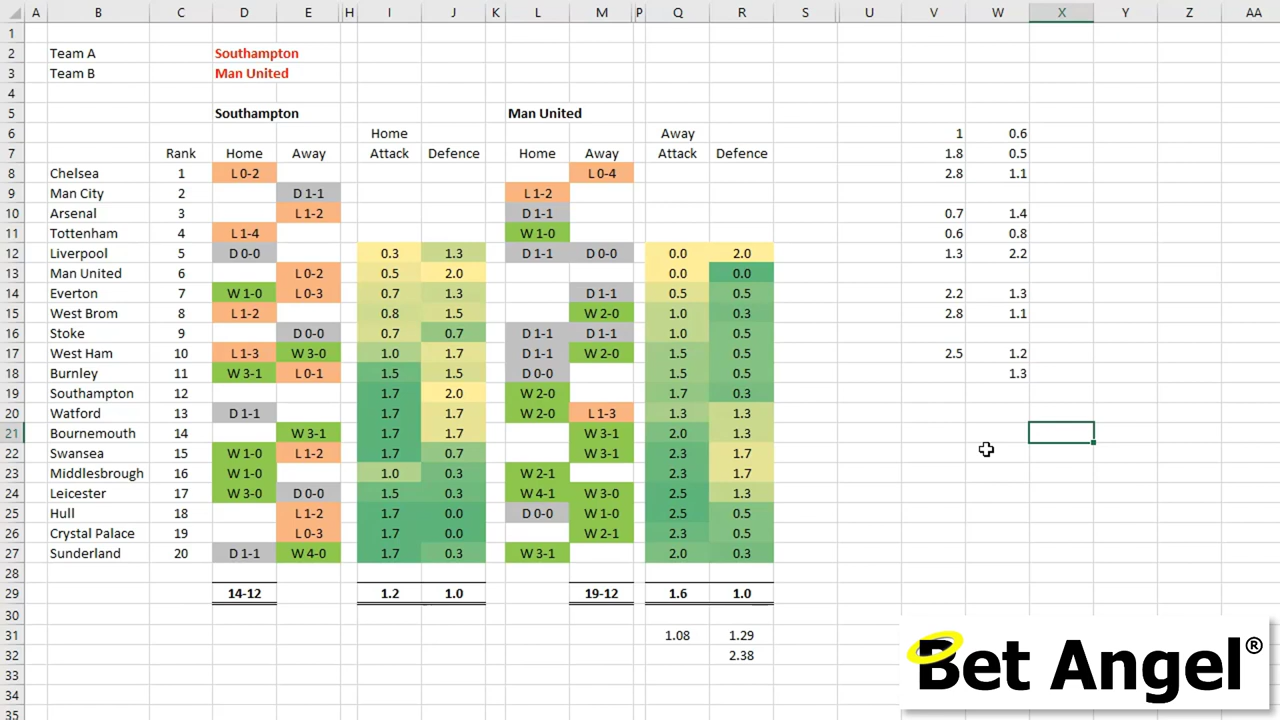 A B C D E H I J K L M P Q R S U V W X Y Z AA
1
2 Team A Southampton
3 Team B Man United
4
5 Southampton Man United
6 Home Away 1 0.6
7 Rank Home Away Attack Defence Home Away Attack Defence 1.8 0.5
8 Chelsea 1 L 0-2 L 0-4 2.8 1.1
9 Man City 2 D 1-1 L 1-2
10 Arsenal 3 L 1-2 D 1-1 0.7 1.4
11 Tottenham 4 L 1-4 W 1-0 0.6 0.8
12 Liverpool 5 D 0-0 0.3 1.3 D 1-1 D 0-0 0.0 2.0 1.3 2.2
13 Man United 6 L 0-2 0.5 2.0 0.0 0.0
14 Everton 7 W 1-0 L 0-3 0.7 1.3 D 1-1 0.5 0.5 2.2 1.3
15 West Brom 8 L 1-2 0.8 1.5 W 2-0 1.0 0.3 2.8 1.1
16 Stoke 9 D 0-0 0.7 0.7 D 1-1 D 1-1 1.0 0.5
17 West Ham 10 L 1-3 W 3-0 1.0 1.7 D 1-1 W 2-0 1.5 0.5 2.5 1.2
18 Burnley 11 W 3-1 L 0-1 1.5 1.5 D 0-0 1.5 0.5 1.3
19 Southampton 12 1.7 2.0 W 2-0 1.7 0.3
20 Watford 13 D 1-1 1.7 1.7 W 2-0 L 1-3 1.3 1.3
21 Bournemouth 14 W 3-1 1.7 1.7 W 3-1 2.0 1.3
22 Swansea 15 W 1-0 L 1-2 1.7 0.7 W 3-1 2.3 1.7
23 Middlesbrough 16 W 1-0 1.0 0.3 W 2-1 2.3 1.7
24 Leicester 17 W 3-0 D 0-0 1.5 0.3 W 4-1 W 3-0 2.5 1.3
25 Hull 18 L 1-2 1.7 0.0 D 0-0 W 1-0 2.5 0.5
26 Crystal Palace 19 L 0-3 1.7 0.0 W 2-1 2.3 0.5
27 Sunderland 20 D 1-1 W 4-0 1.7 0.3 W 3-1 2.0 0.3
28
29 14-12 1.2 1.0 19-12 1.6 1.0
30
31 1.08 1.29
32 2.38
33
34
35
Bet Angel®